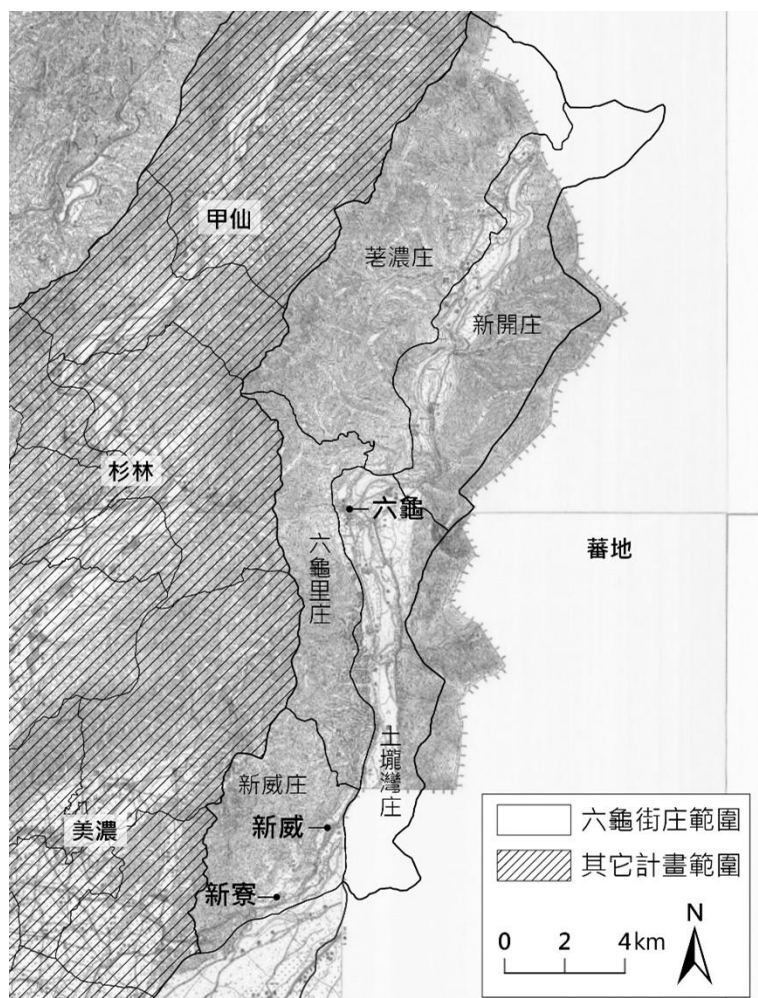 甲仙
荖濃庄
新開庄
杉林
六龜
六龜里庄
蕃地
土壠灣庄
新威庄
美濃
新威
新寮
六龜街庄範圍
其它計畫範圍
N
0 2 4km